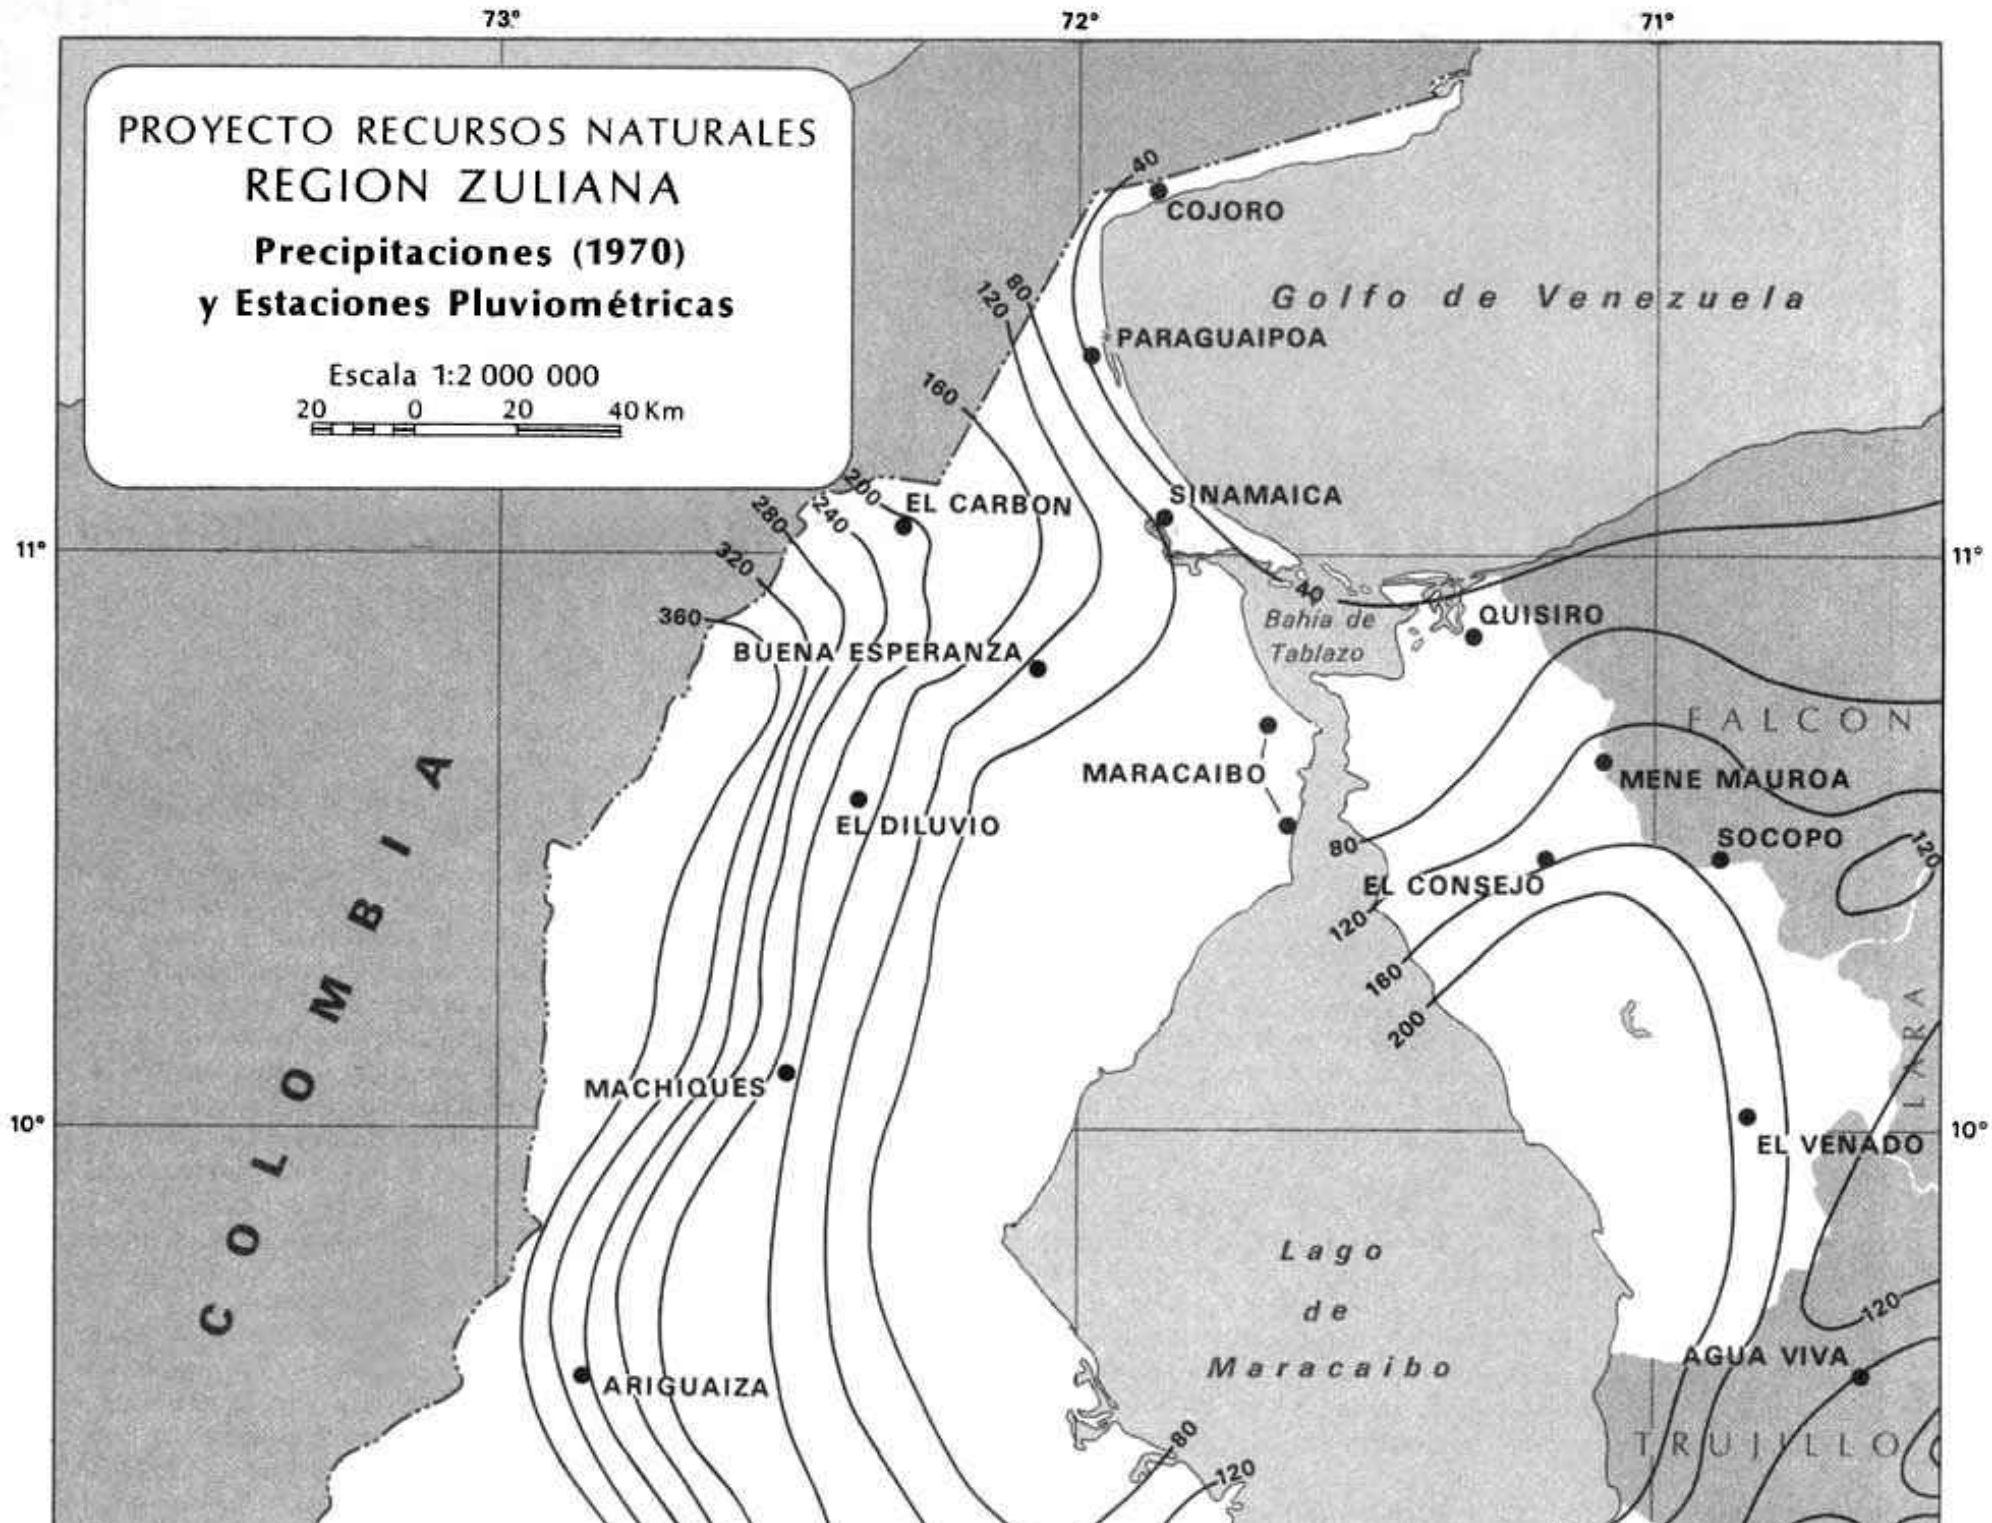 73°
72°
71°
PROYECTO RECURSOS NATURALES
REGION ZULIANA
Precipitaciones (1970)
y Estaciones Pluviométricas
Escala 1:2 000 000
20 0 20 40 Km
40
COJORO
80
120
Golfo de Venezuela
PARAGUAIPOA
160
200
EL CARBON
SINAMAICA
280
240
11°
11°
320
40
360
QUISIRO
Bahía de
Tablazo
BUENA ESPERANZA
FALCON
MARACAIBO
MENE MAUROA
EL DILUVIO
SOCOPO
80
120
EL CONSEJO
120
160
200
COLOMBIA
LARA
MACHIQUES
10°
10°
EL VENADO
Lago
de
Maracaibo
120
AGUA VIVA
ARIGUAIZA
TRUJILLO
80
120